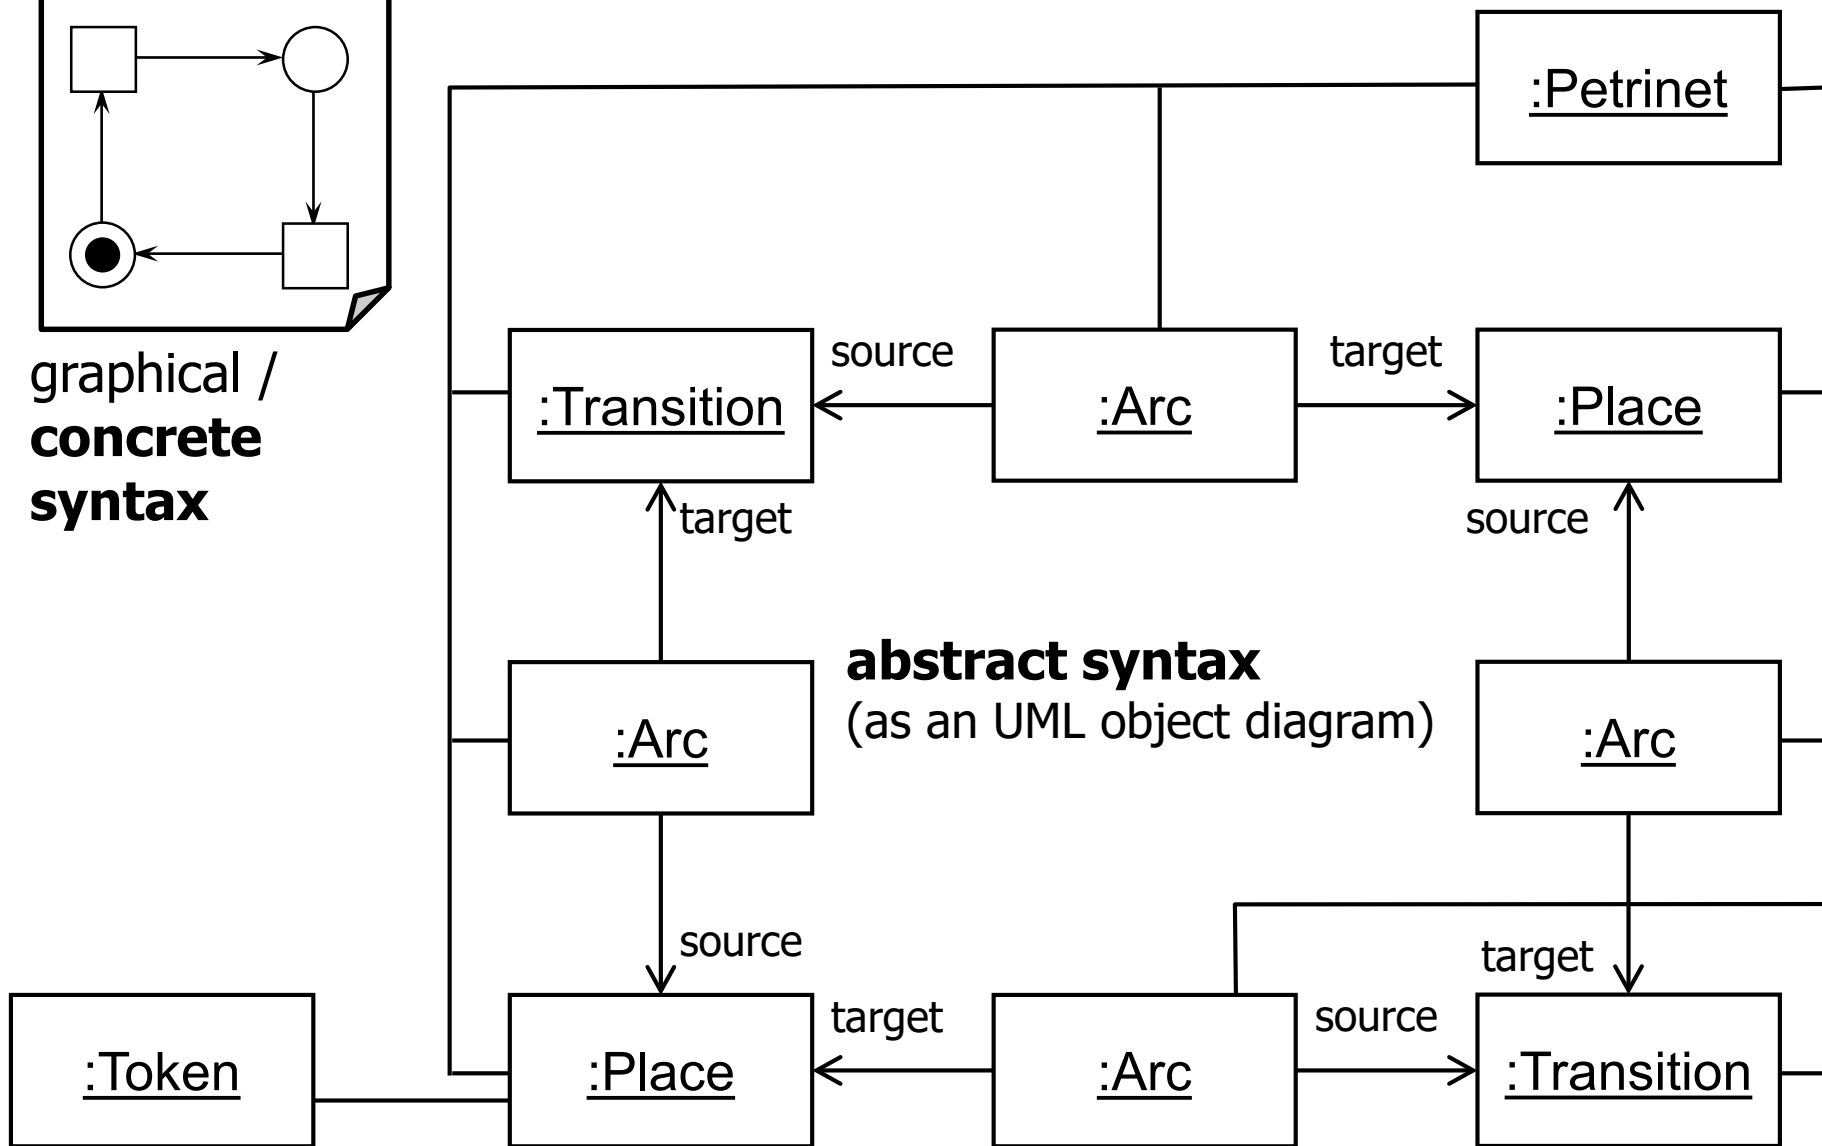 :Petrinet
graphical /
concrete
syntax
:Transition
source
:Arc
target
:Place
target
source
:Arc
abstract syntax
(as an UML object diagram)
:Arc
source
target
:Token
:Place
target
:Arc
source
:Transition